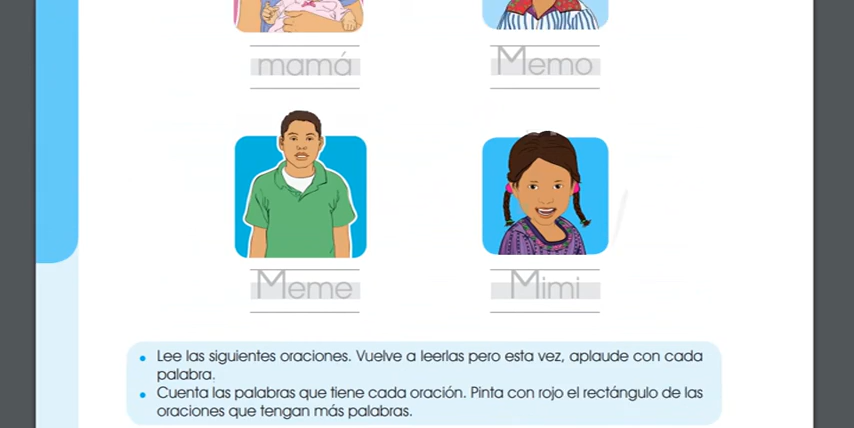 mamá
Memo
Meme
Mimi
Lee las siguientes oraciones. Vuelve a leerlas pero esta vez, aplaude con cada
palabra.
Cuenta las palabras que tiene cada oración. Pinta con rojo el rectángulo de las
oraciones que tengan más palabras.